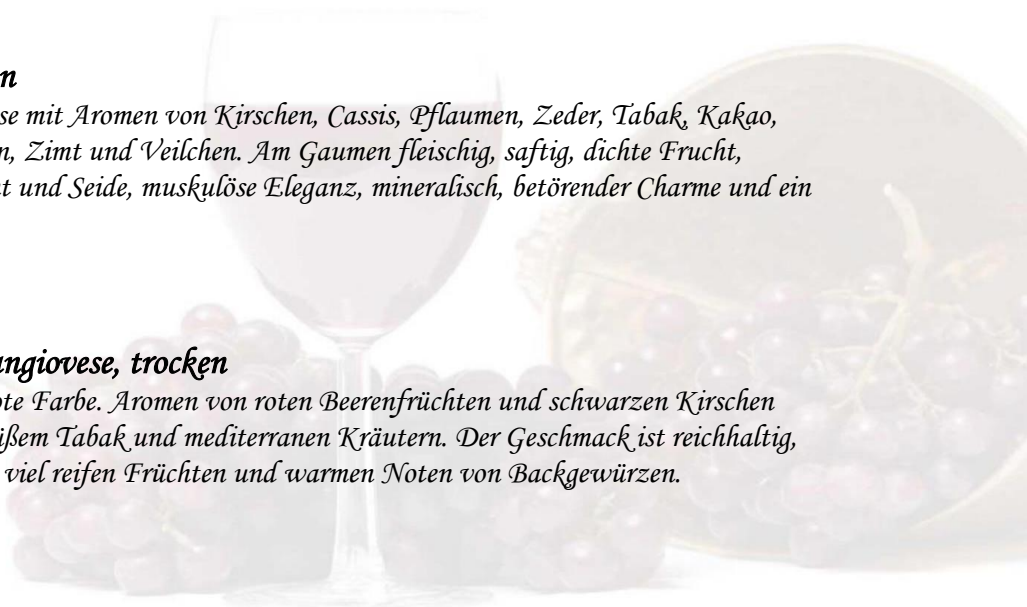 n
se mit Aromen von Kirschen, Cassis, Pflaumen, Zeder, Tabak, Kakao,
n, Zimt und Veilchen. Am Gaumen fleischig, saftig, dichte Frucht,
t und Seide, muskulöse Eleganz, mineralisch, betörender Charme und ein
ngiovese, trocken
ote Farbe. Aromen von roten Beerenfrüchten und schwarzen Kirschen
ißem Tabak und mediterranen Kräutern. Der Geschmack ist reichhaltig,
viel reifen Früchten und warmen Noten von Backgewürzen.